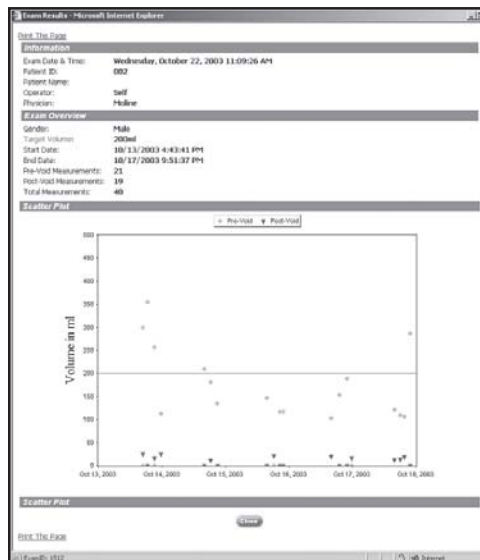 Exam Results - Microsoft Internet Explorer
Print This Page
Information
Exam Date & Time: Wednesday, October 22, 2003 11:09:26 AM
Patient ID: 002
Patient Name:
Operator: Self
Physician: Moline
Exam Overview
Gender: Male
Target Volume: 200ml
Start Date: 10/13/2003 4:43:41 PM
End Date: 10/17/2003 9:51:37 PM
Pre-Void Measurements: 21
Post-Void Measurements: 19
Total Measurements: 40
Scatter Plot
Pre-Void Post-Void
Volume in ml
500
450
400
350
300
250
200
150
100
50
0
Oct 13, 2003 Oct 14, 2003 Oct 15, 2003 Oct 16, 2003 Oct 17, 2003 Oct 18, 2003
Scatter Plot
Close
Print This Page
Internet